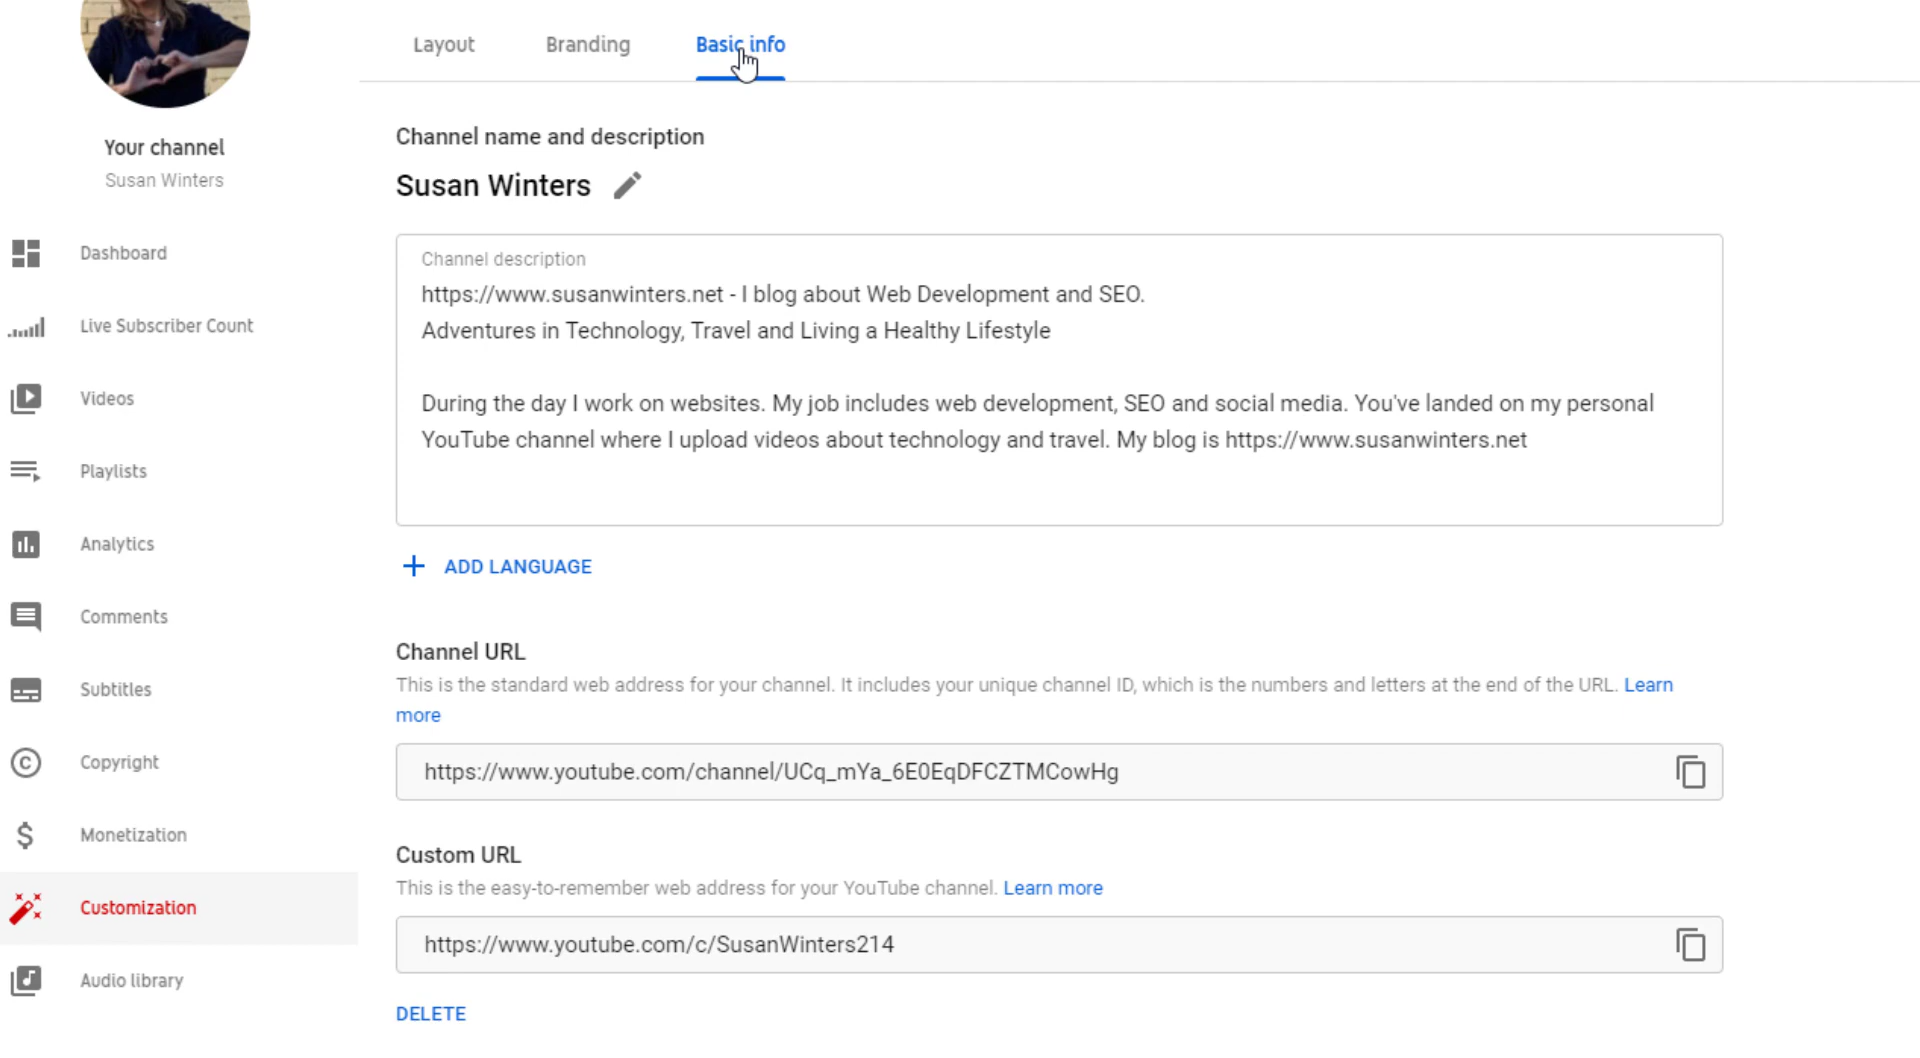 Layout
Branding
Basic info
Your channel
Susan Winters
Dashboard
Live Subscriber Count
Videos
Playlists
Analytics
Comments
Subtitles
Copyright
Monetization
Customization
Audio library
Channel name and description
Susan Winters
Channel description
https://www.susanwinters.net - I blog about Web Development and SEO.
Adventures in Technology, Travel and Living a Healthy Lifestyle
During the day I work on websites. My job includes web development, SEO and social media. You've landed on my personal
YouTube channel where I upload videos about technology and travel. My blog is https://www.susanwinters.net
ADD LANGUAGE
Channel URL
This is the standard web address for your channel. It includes your unique channel ID, which is the numbers and letters at the end of the URL. Learn
more
https://www.youtube.com/channel/UCq_mYa_6E0EqDFCZTMCowHg
Custom URL
This is the easy-to-remember web address for your YouTube channel. Learn more
https://www.youtube.com/c/SusanWinters214
DELETE